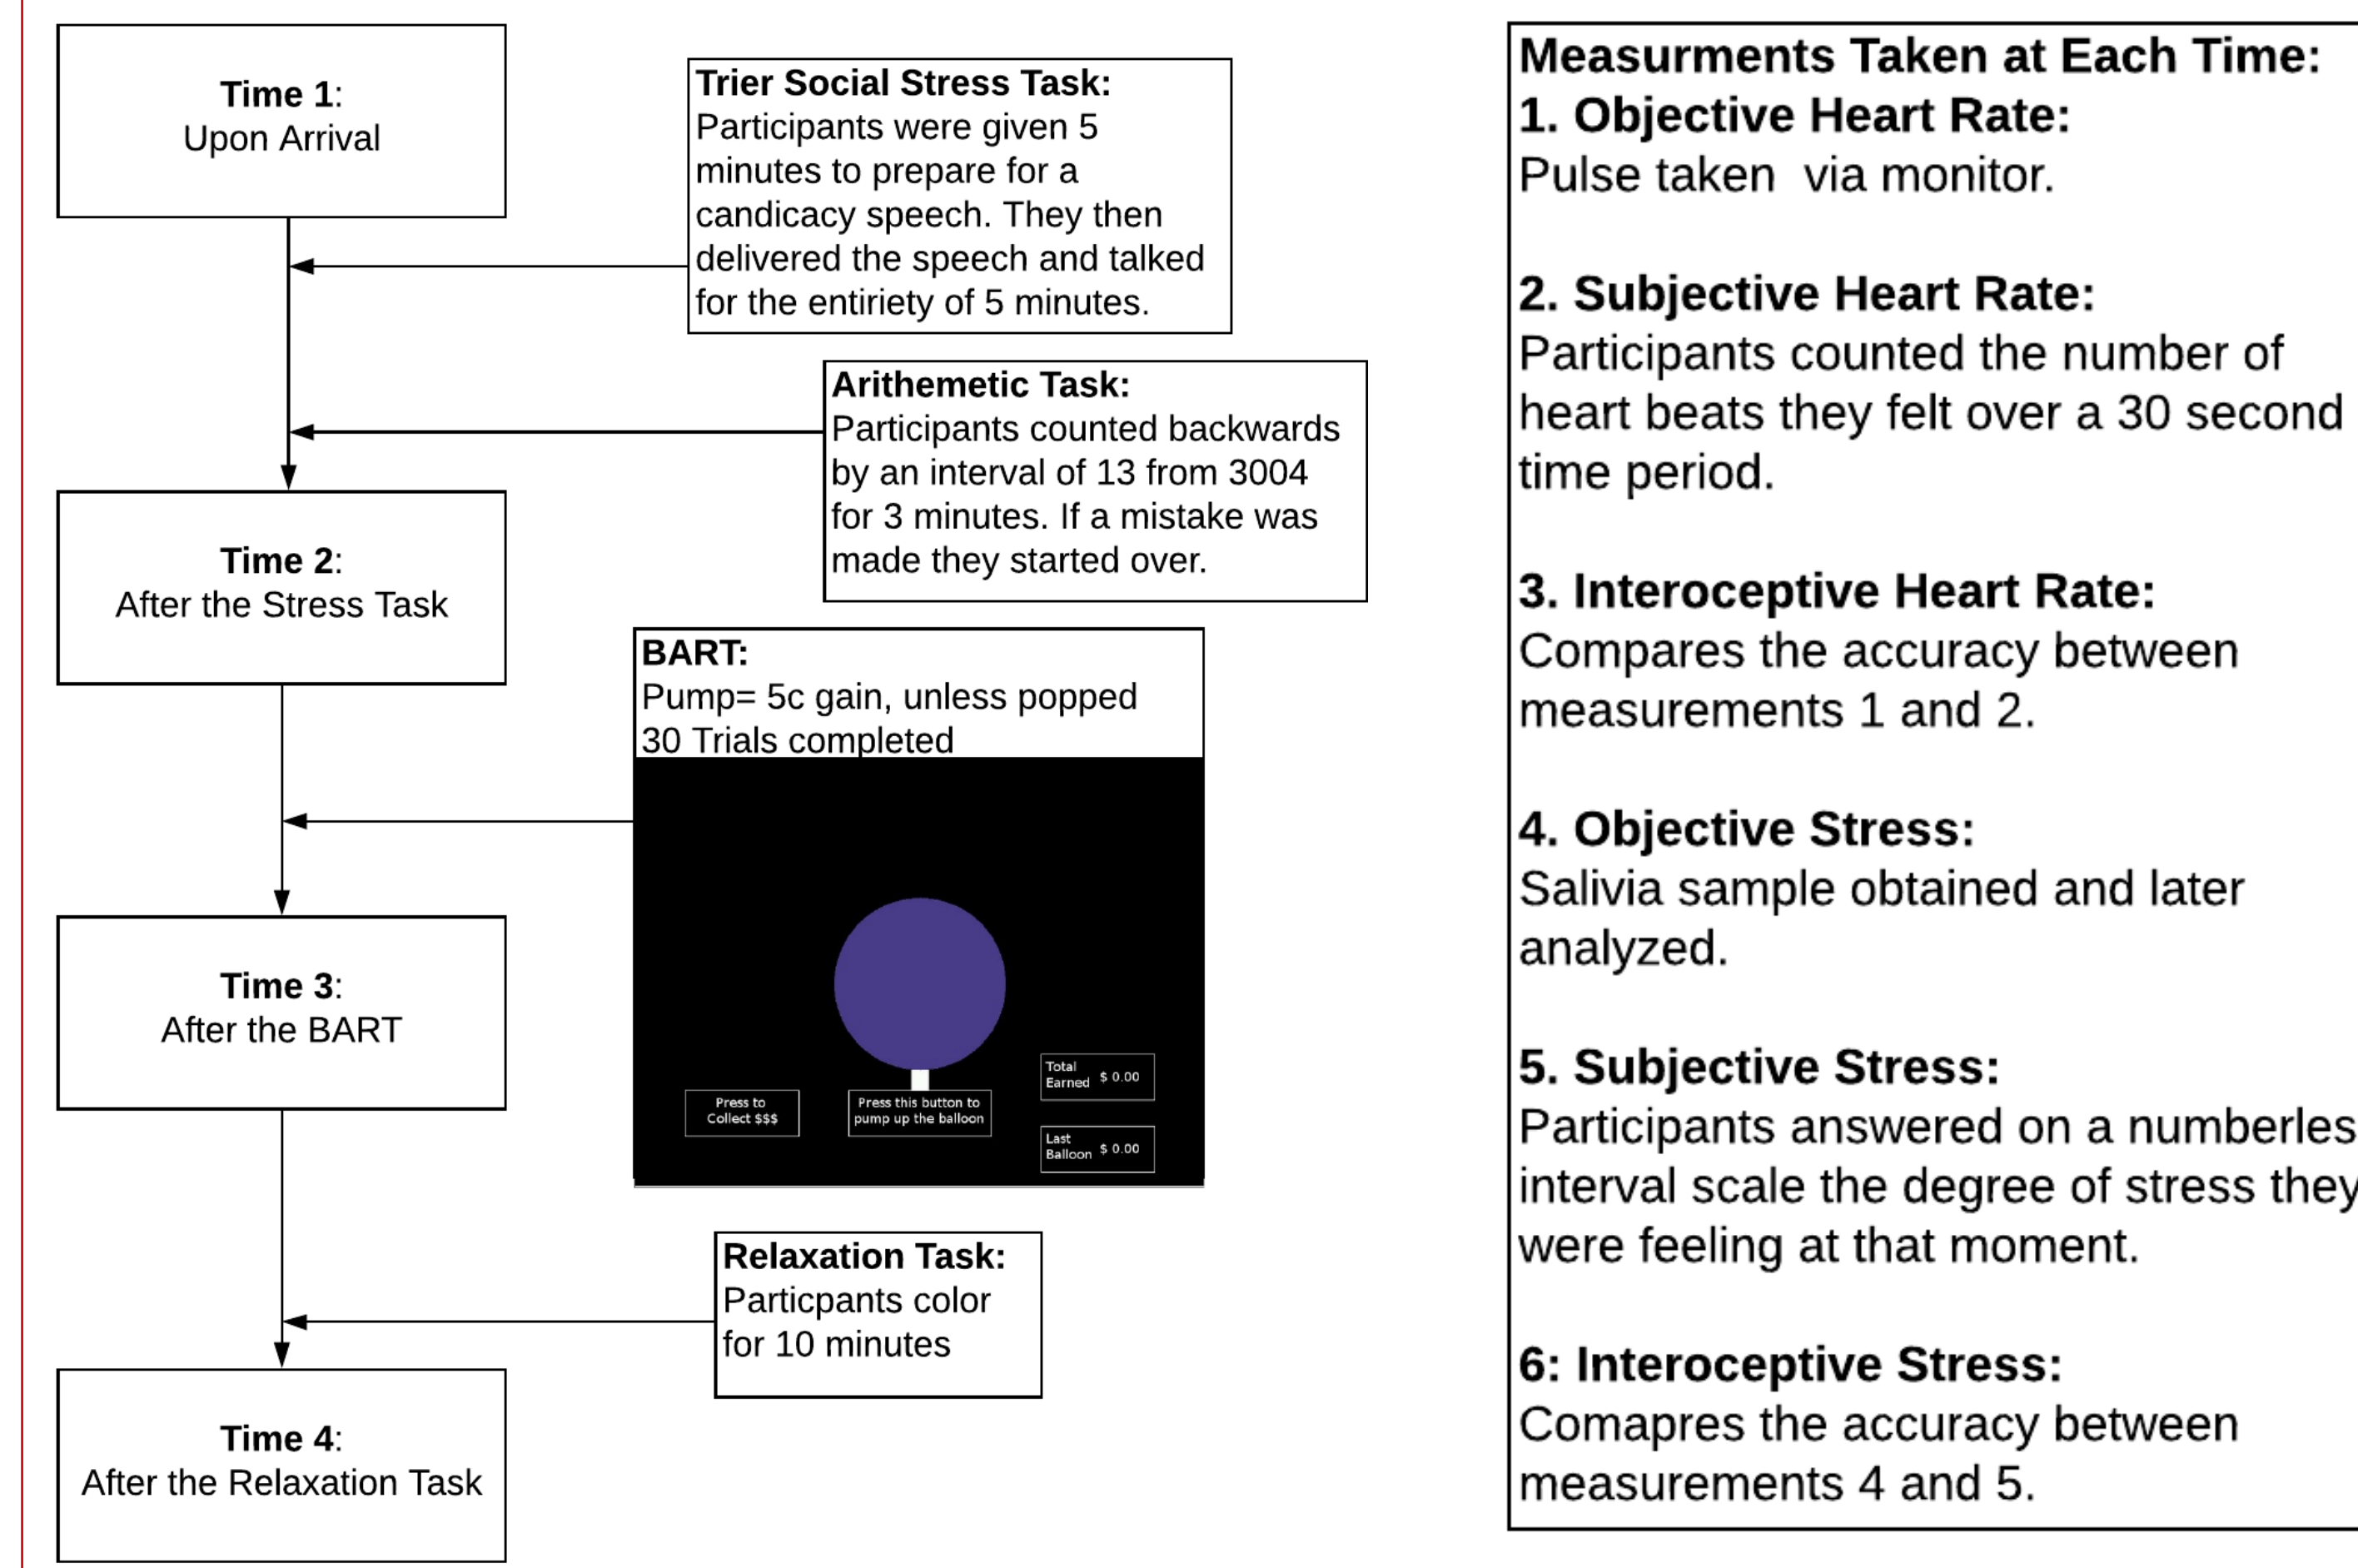 Time 1:
Upon Arrival
Trier Social Stress Task:
Participants were given 5
minutes to prepare for a
candicacy speech. They then
delivered the speech and talked
for the entiriety of 5 minutes.
Arithemetic Task:
Participants counted backwards
by an interval of 13 from 3004
for 3 minutes. If a mistake was
made they started over.
Time 2:
After the Stress Task
BART:
Pump= 5c gain, unless popped
30 Trials completed
Press to
Collect $$$
Press this button to
pump up the balloon
Total
Earned $ 0.00
Last
Balloon $ 0.00
Time 3:
After the BART
Relaxation Task:
Particpants color
for 10 minutes
Time 4:
After the Relaxation Task
Measurments Taken at Each Time:
1. Objective Heart Rate:
Pulse taken  via monitor.
2. Subjective Heart Rate:
Participants counted the number of
heart beats they felt over a 30 second
time period.
3. Interoceptive Heart Rate:
Compares the accuracy between
measurements 1 and 2.
4. Objective Stress:
Salivia sample obtained and later
analyzed.
5. Subjective Stress:
Participants answered on a numberles
interval scale the degree of stress they
were feeling at that moment.
6: Interoceptive Stress:
Comapres the accuracy between
measurements 4 and 5.